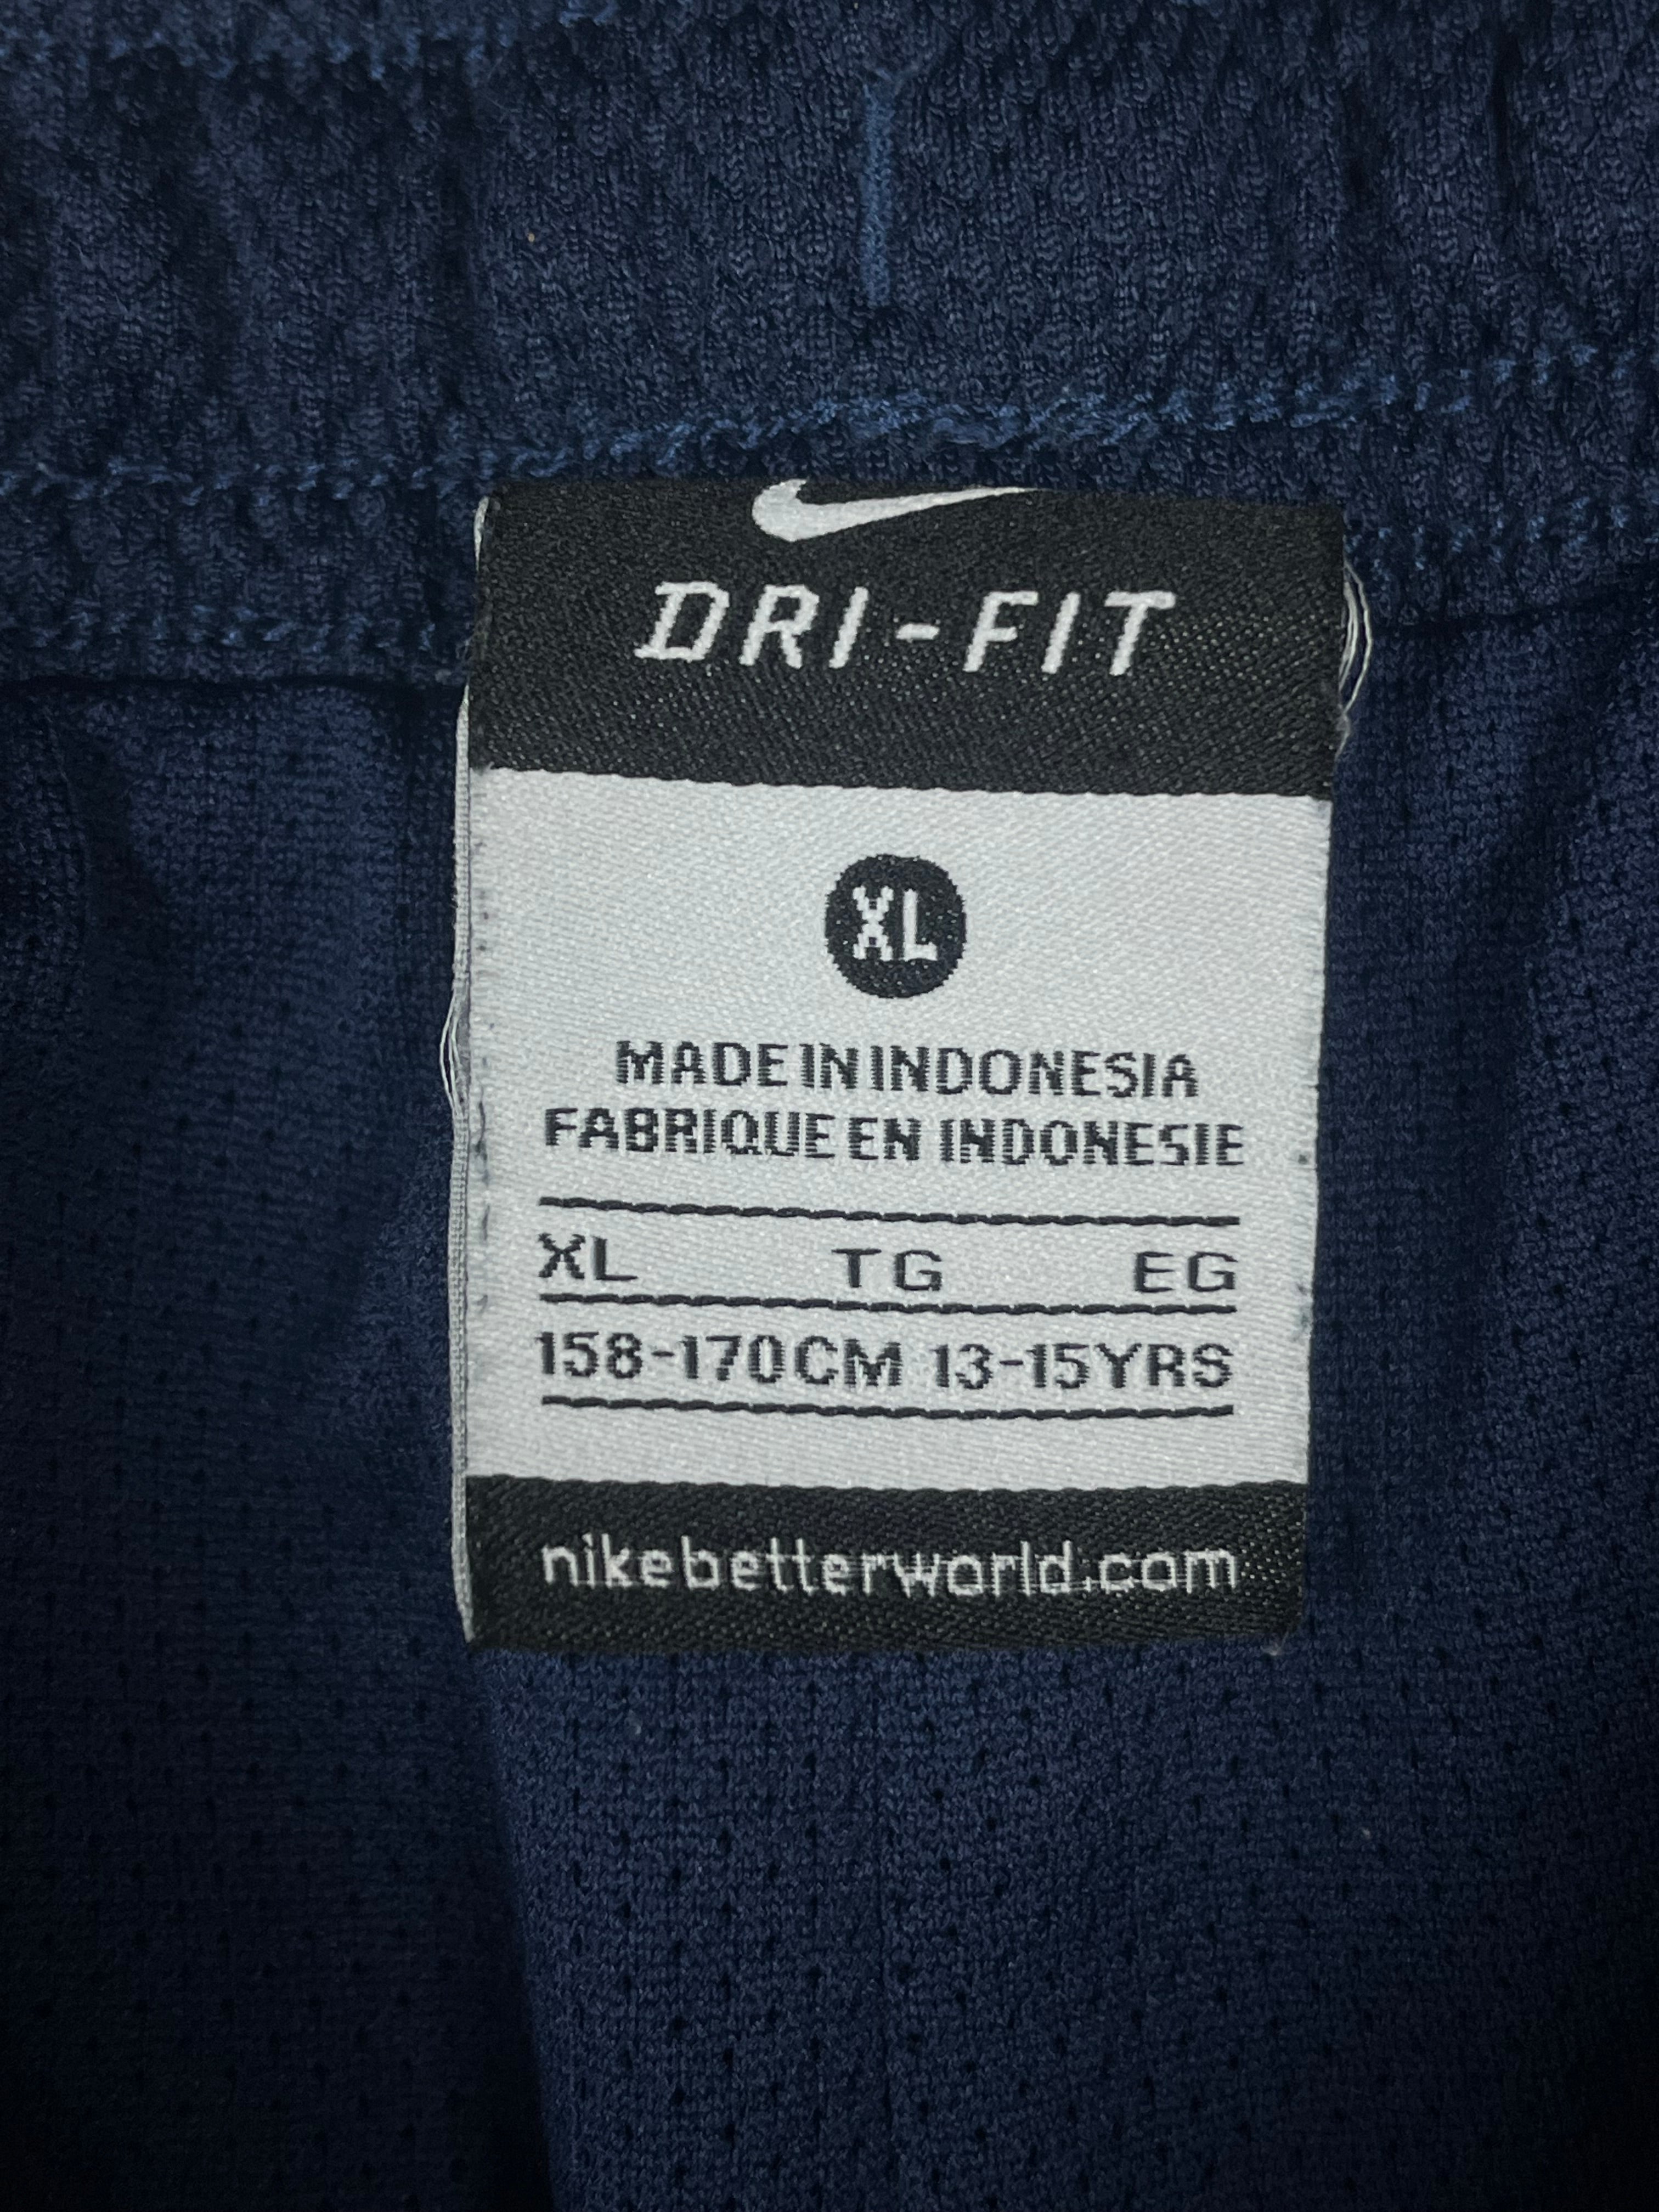 DRI-FIT
XL
MADE IN INDONESIA
FABRIQUE EN INDONESIE
XL TG EG
158-170CM 13-15YRS
nikebetterworld.com